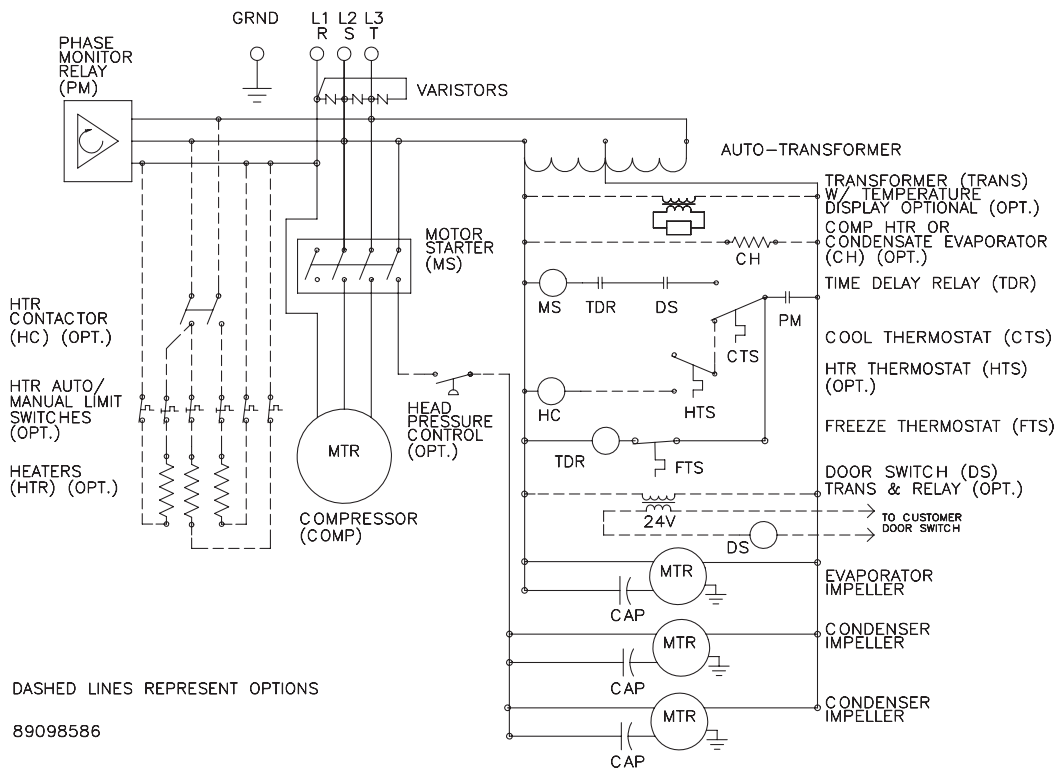 GRND
L1 L2 L3
R S T
PHASE
MONITOR
RELAY
(PM)
VARISTORS
AUTO-TRANSFORMER
TRANSFORMER (TRANS)
W/ TEMPERATURE
DISPLAY OPTIONAL (OPT.)
COMP HTR OR
CONDENSATE EVAPORATOR
(CH) (OPT.)
CH
MOTOR
STARTER
(MS)
TIME DELAY RELAY (TDR)
MS
TDR
DS
PM
HTR
CONTACTOR
(HC) (OPT.)
COOL THERMOSTAT (CTS)
CTS
HTR THERMOSTAT (HTS)
(OPT.)
HTS
HC
HTR AUTO/
MANUAL LIMIT
SWITCHES
(OPT.)
HEAD
PRESSURE
CONTROL
(OPT.)
FREEZE THERMOSTAT (FTS)
TDR
FTS
MTR
HEATERS
(HTR) (OPT.)
COMPRESSOR
(COMP)
DOOR SWITCH (DS)
TRANS & RELAY (OPT.)
24V
TO CUSTOMER
DOOR SWITCH
DS
MTR
EVAPORATOR
IMPELLER
CAP
MTR
CONDENSER
IMPELLER
CAP
MTR
CONDENSER
IMPELLER
CAP
DASHED LINES REPRESENT OPTIONS
89098586